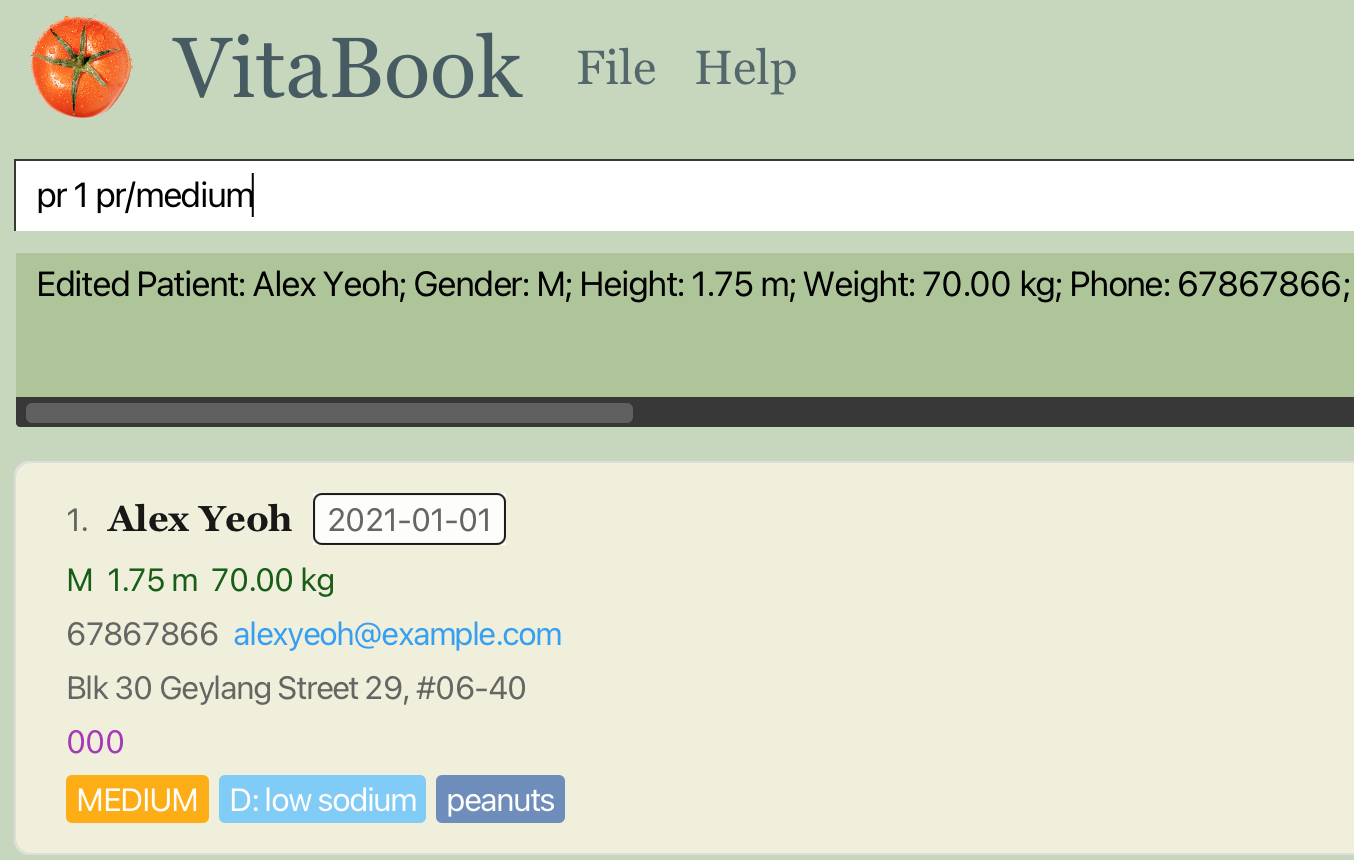 VitaBook File Help
pr 1 pr/medium
Edited Patient: Alex Yeoh; Gender: M; Height: 1.75 m; Weight: 70.00 kg; Phone: 67867866;
1. Alex Yeoh 2021-01-01
M 1.75 m 70.00 kg
67867866 alexyeoh@example.com
Blk 30 Geylang Street 29, #06-40
000
MEDIUM D: low sodium peanuts